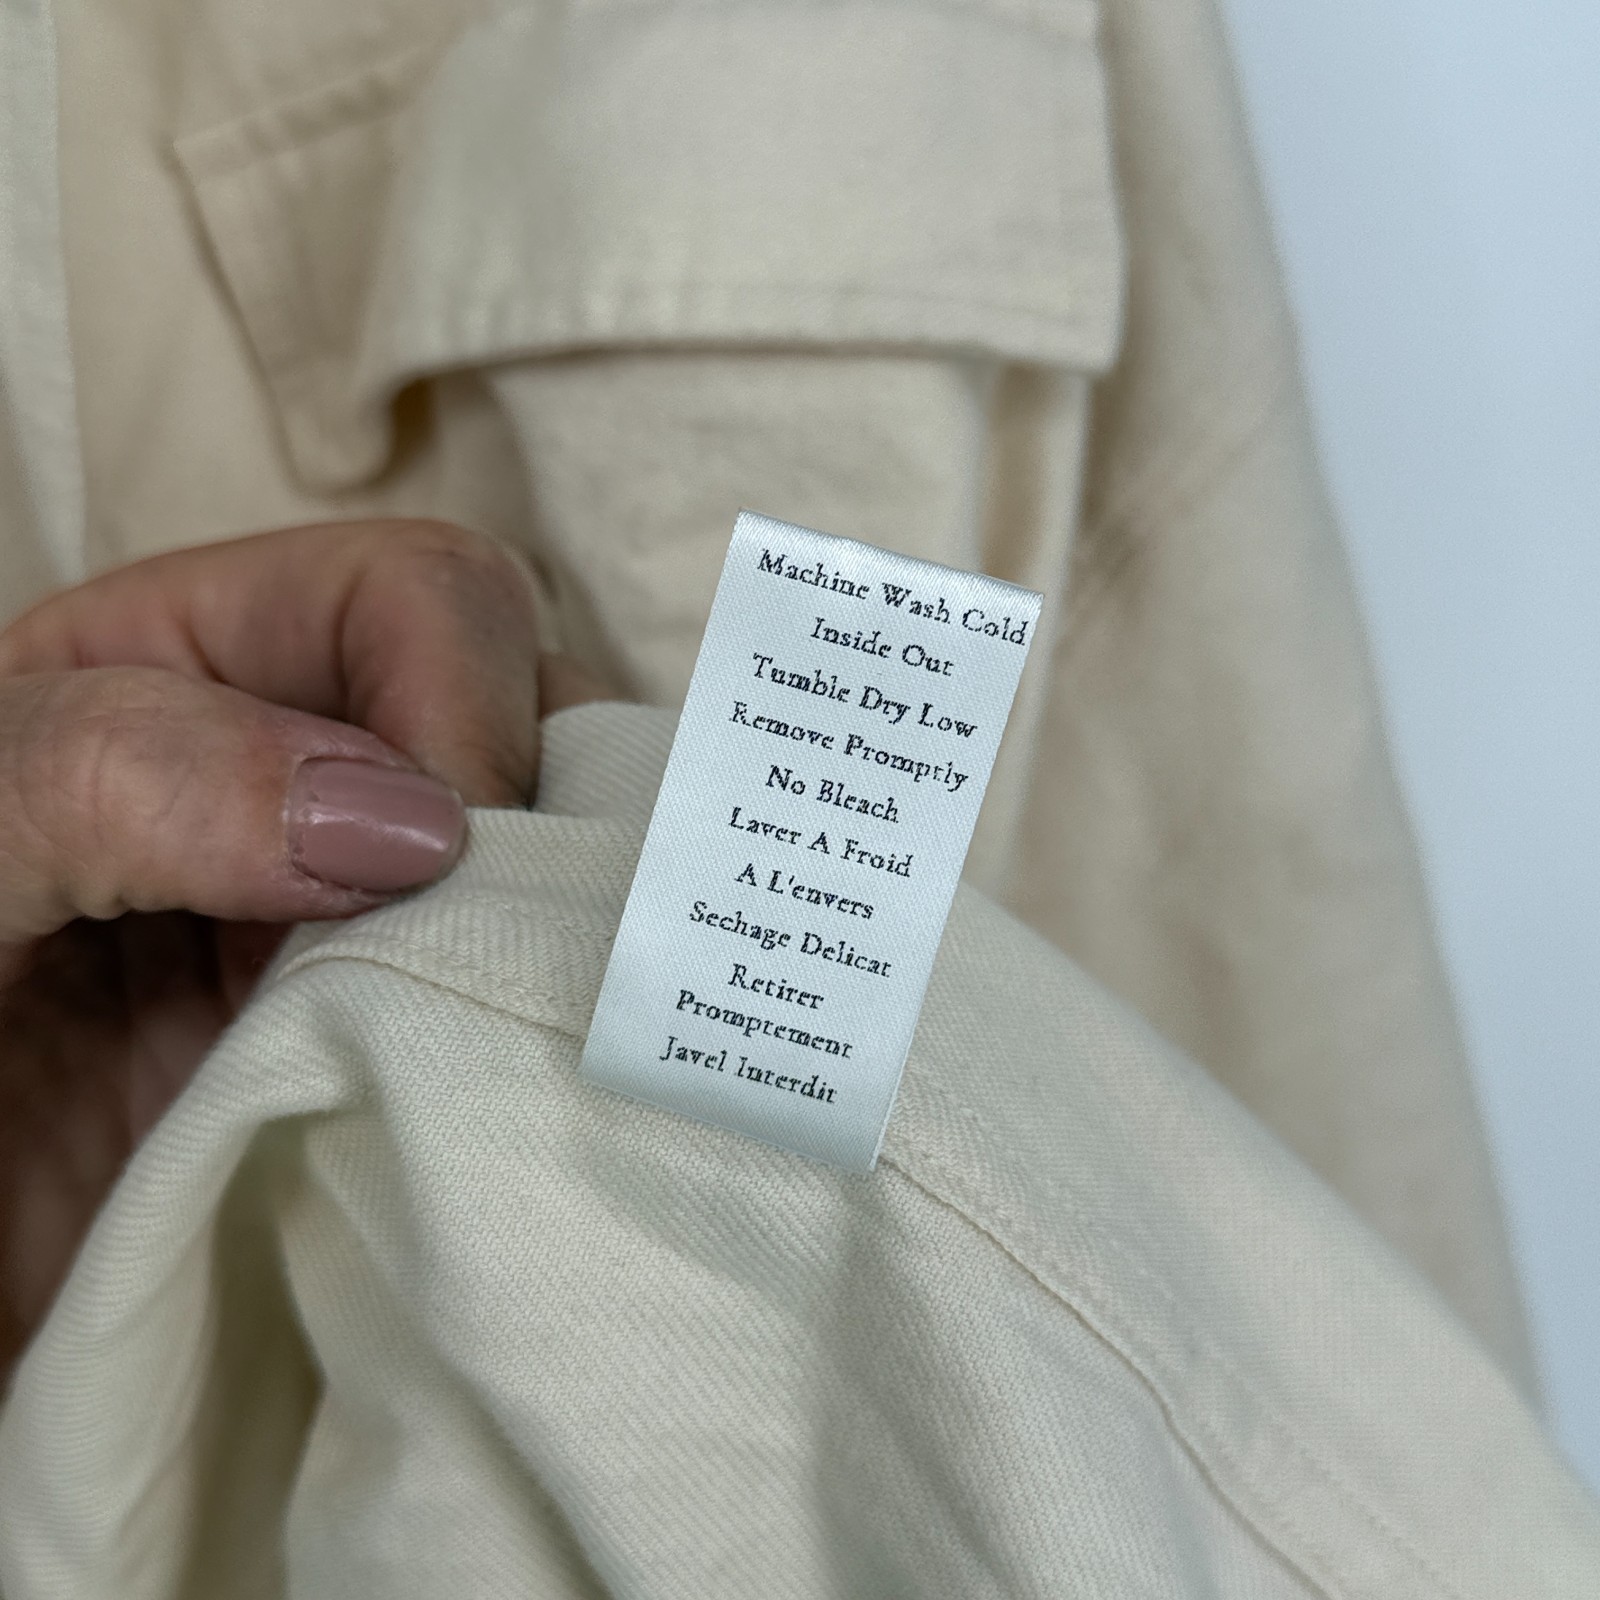 Machine Wash Cold
Inside Out
Tumble Dry Low
Remove Promptly
No Bleach
Laver A Froid
A L'envers
Sechage Delicat
Retirer
Promptement
Javel Interdit